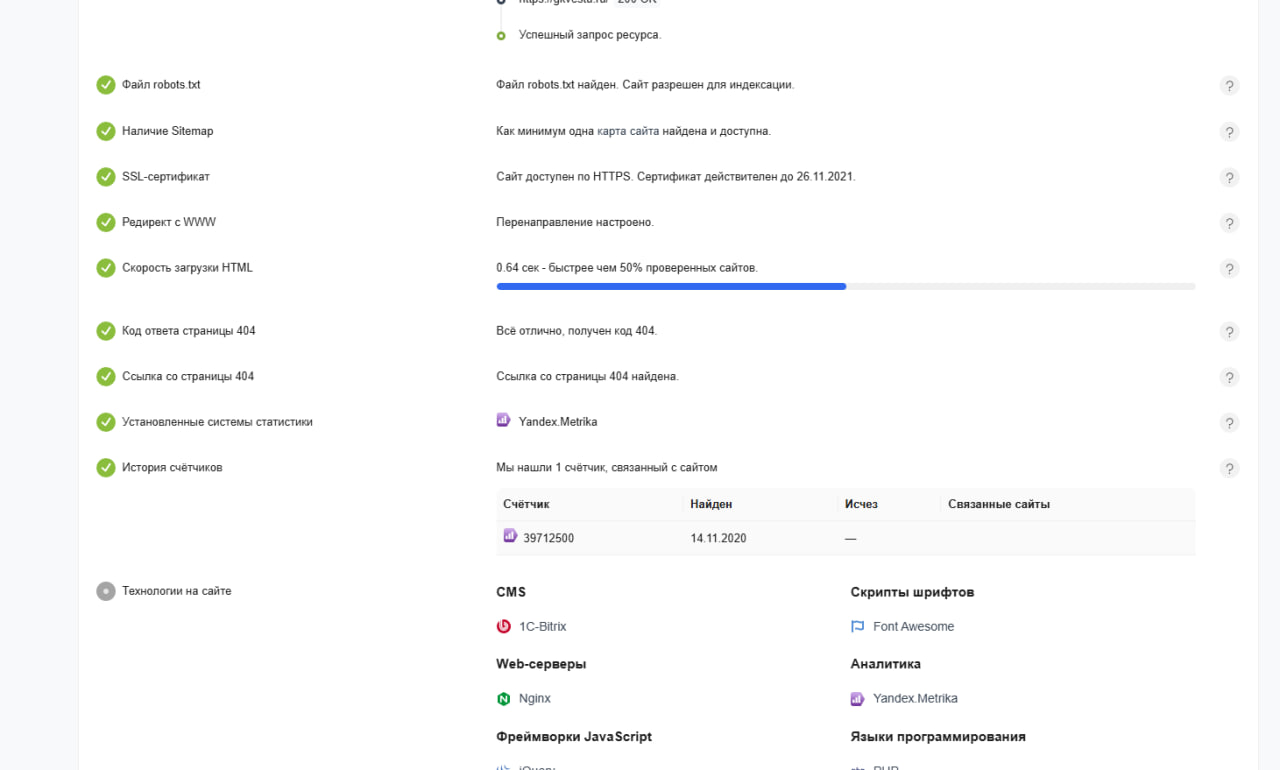 Успешный запрос ресурса.
Файл robots.txt
Файл robots.txt найден. Сайт разрешен для индексации.
?
Наличие Sitemap
Как минимум одна карта сайта найдена и доступна.
?
SSL-сертификат
Сайт доступен по HTTPS. Сертификат действителен до 26.11.2021.
?
Редирект с WWW
Перенаправление настроено.
?
Скорость загрузки HTML
0.64 сек - быстрее чем 50% проверенных сайтов.
?
Код ответа страницы 404
Всё отлично, получен код 404.
?
Ссылка со страницы 404
Ссылка со страницы 404 найдена.
?
Установленные системы статистики
Yandex.Metrika
?
История счётчиков
Мы нашли 1 счётчик, связанный с сайтом
?
Счётчик Найден Исчез Связанные сайты
39712500 14.11.2020 —
Технологии на сайте
CMS
1C-Bitrix
Скрипты шрифтов
Font Awesome
Web-серверы
Nginx
Аналитика
Yandex.Metrika
Фреймворки JavaScript
jQuery
Языки программирования
PHP